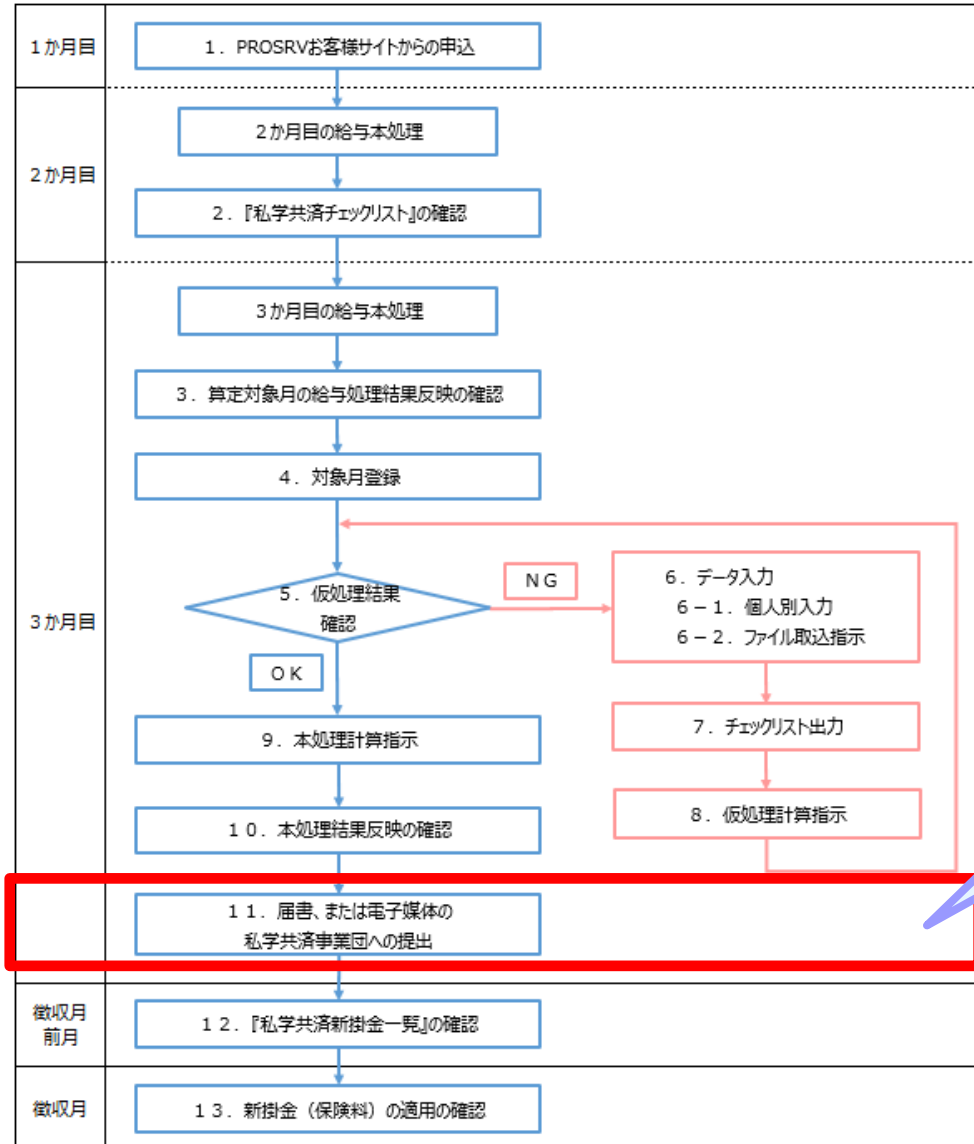 1か月目
1．PROSRVお客様サイトからの申込
2か月目
2か月目の給与本処理
2．『私学共済チェックリスト』の確認
3か月目
3か月目の給与本処理
3．算定対象月の給与処理結果反映の確認
4．対象月登録
5．仮処理結果
確認
NG
OK
6．データ入力
6－1．個人別入力
6－2．ファイル取込指示
7．チェックリスト出力
8．仮処理計算指示
9．本処理計算指示
10．本処理結果反映の確認
11．届書、または電子媒体の
私学共済事業団への提出
徴収月
前月
12．『私学共済新掛金一覧』の確認
徴収月
13．新掛金（保険料）の適用の確認